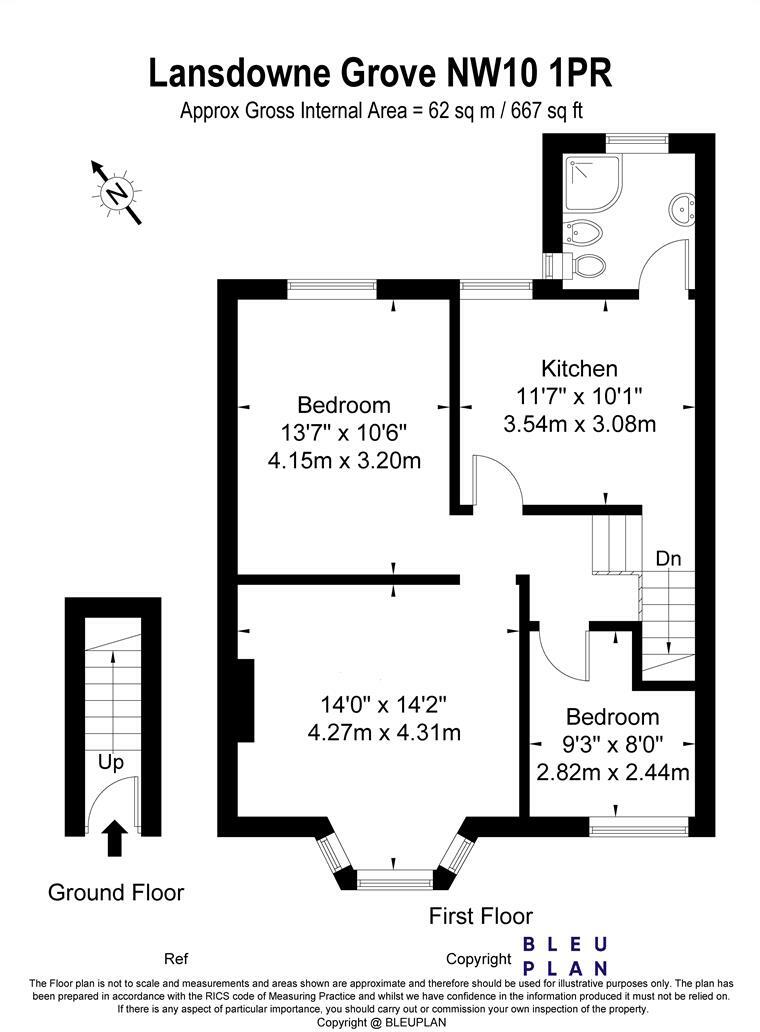 Lansdowne Grove NW10 1PR
Approx Gross Internal Area = 62 sq m / 667 sq ft
N
Kitchen
11'7" x 10'1"
3.54m x 3.08m
Bedroom
13'7" x 10'6"
4.15m x 3.20m
Dn
14'0" x 14'2"
4.27m x 4.31m
Bedroom
9'3" x 8'0"
2.82m x 2.44m
Up
Ground Floor
First Floor
Ref
Copyright
BLEU
PLAN
The Floor plan is not to scale and measurements and areas shown are approximate and therefore should be used for illustrative purposes only. The plan has
been prepared in accordance with the RICS code of Measuring Practice and whilst we have confidence in the information produced it must not be relied on.
If there is any aspect of particular importance, you should carry out or commission your own inspection of the property.
Copyright @ BLEUPLAN